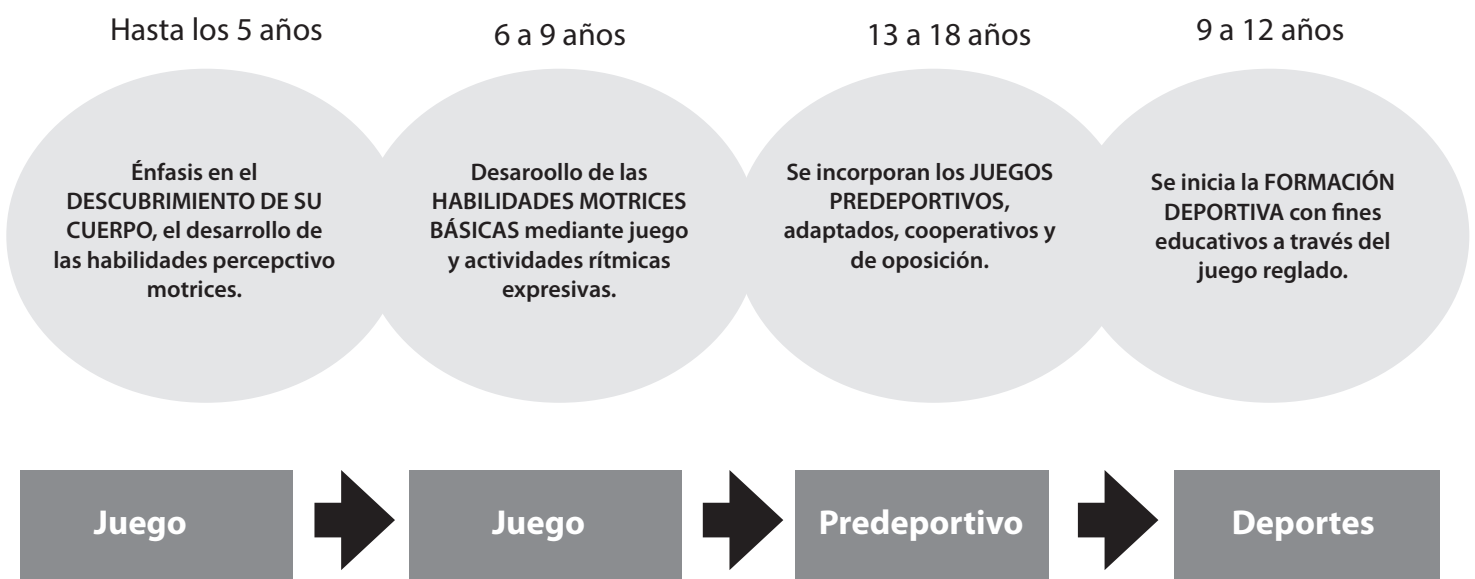 Hasta los 5 años
6 a 9 años
13 a 18 años
9 a 12 años
Énfasis en el
DESCUBRIMIENTO DE SU
CUERPO, el desarrollo de
las habilidades percepctivo
motrices.
Desaroollo de las
HABILIDADES MOTRICES
BÁSICAS mediante juego
y actividades rítmicas
expresivas.
Se incorporan los JUEGOS
PREDEPORTIVOS,
adaptados, cooperativos y
de oposición.
Se inicia la FORMACIÓN
DEPORTIVA con fines
educativos a través del
juego reglado.
Juego
Juego
Predeportivo
Deportes